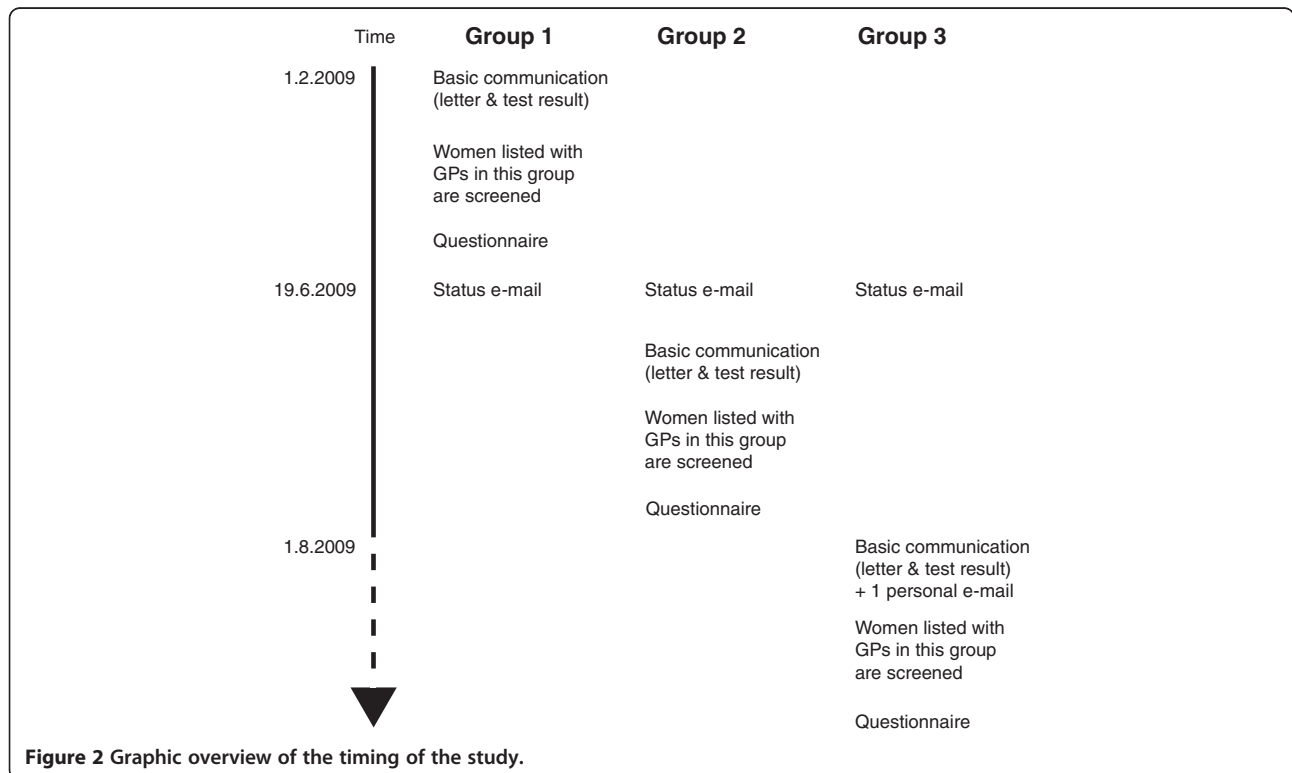 Time Group 1 Group 2 Group 3
1.2.2009 Basic communication
(letter & test result)
Women listed with
GPs in this group
are screened
Questionnaire
19.6.2009 Status e-mail Status e-mail Status e-mail
Basic communication
(letter & test result)
Women listed with
GPs in this group
are screened
Questionnaire
1.8.2009 Basic communication
(letter & test result)
+ 1 personal e-mail
Women listed with
GPs in this group
are screened
Questionnaire
Figure 2 Graphic overview of the timing of the study.